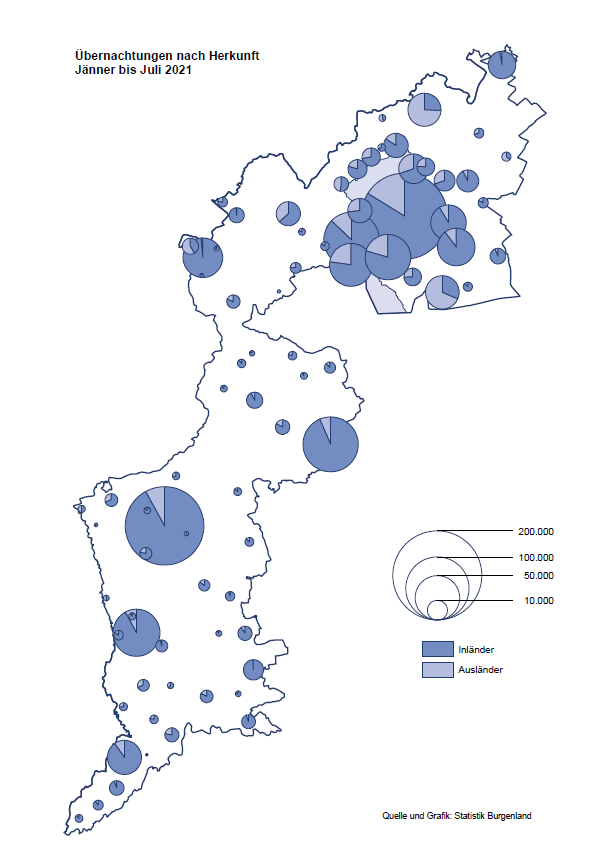 Übernachtungen nach Herkunft
Jänner bis Juli 2021
200.000
100.000
50.000
10.000
Inländer
Ausländer
Quelle und Grafik: Statistik Burgenland